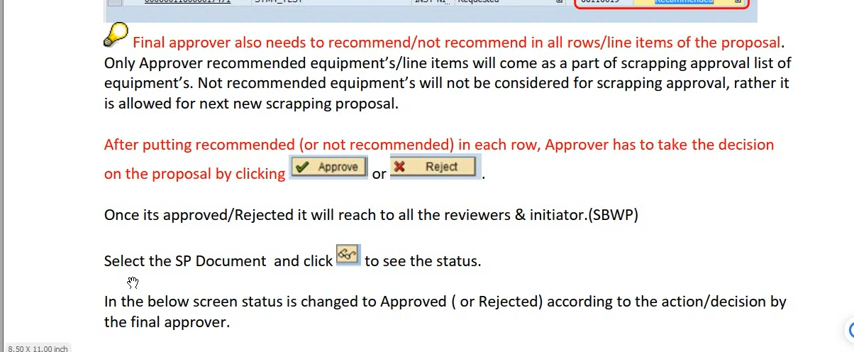 Requested
Recommended
Final approver also needs to recommend/not recommend in all rows/line items of the proposal.
Only Approver recommended equipment's/line items will come as a part of scrapping approval list of
equipment's. Not recommended equipment's will not be considered for scrapping approval, rather it
is allowed for next new scrapping proposal.
After putting recommended (or not recommended) in each row, Approver has to take the decision
on the proposal by clicking Approve or Reject .
Once its approved/Rejected it will reach to all the reviewers & initiator.(SBWP)
Select the SP Document and click to see the status.
In the below screen status is changed to Approved ( or Rejected) according to the action/decision by
the final approver.
8.50 X 11.00 inch